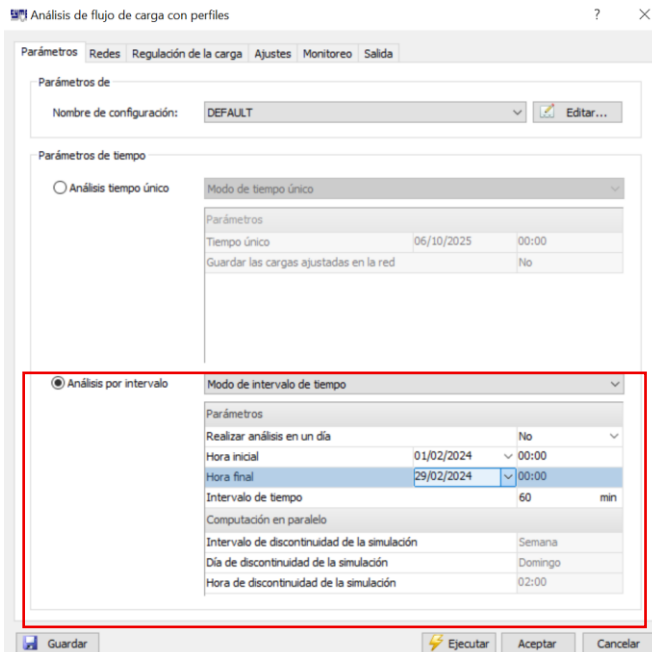 Análisis de flujo de carga con perfiles
Parámetros Redes Regulación de la carga Ajustes Monitoreo Salida
Parámetros de
Nombre de configuración: DEFAULT Editar...
Parámetros de tiempo
Análisis tiempo único Modo de tiempo único
Parámetros
Tiempo único 06/10/2025 00:00
Guardar las cargas ajustadas en la red No
Análisis por intervalo Modo de intervalo de tiempo
Parámetros
Realizar análisis en un día No
Hora inicial 01/02/2024 00:00
Hora final 29/02/2024 00:00
Intervalo de tiempo 60 min
Computación en paralelo
Intervalo de discontinuidad de la simulación Semana
Día de discontinuidad de la simulación Domingo
Hora de discontinuidad de la simulación 02:00
Guardar Ejecutar Aceptar Cancelar